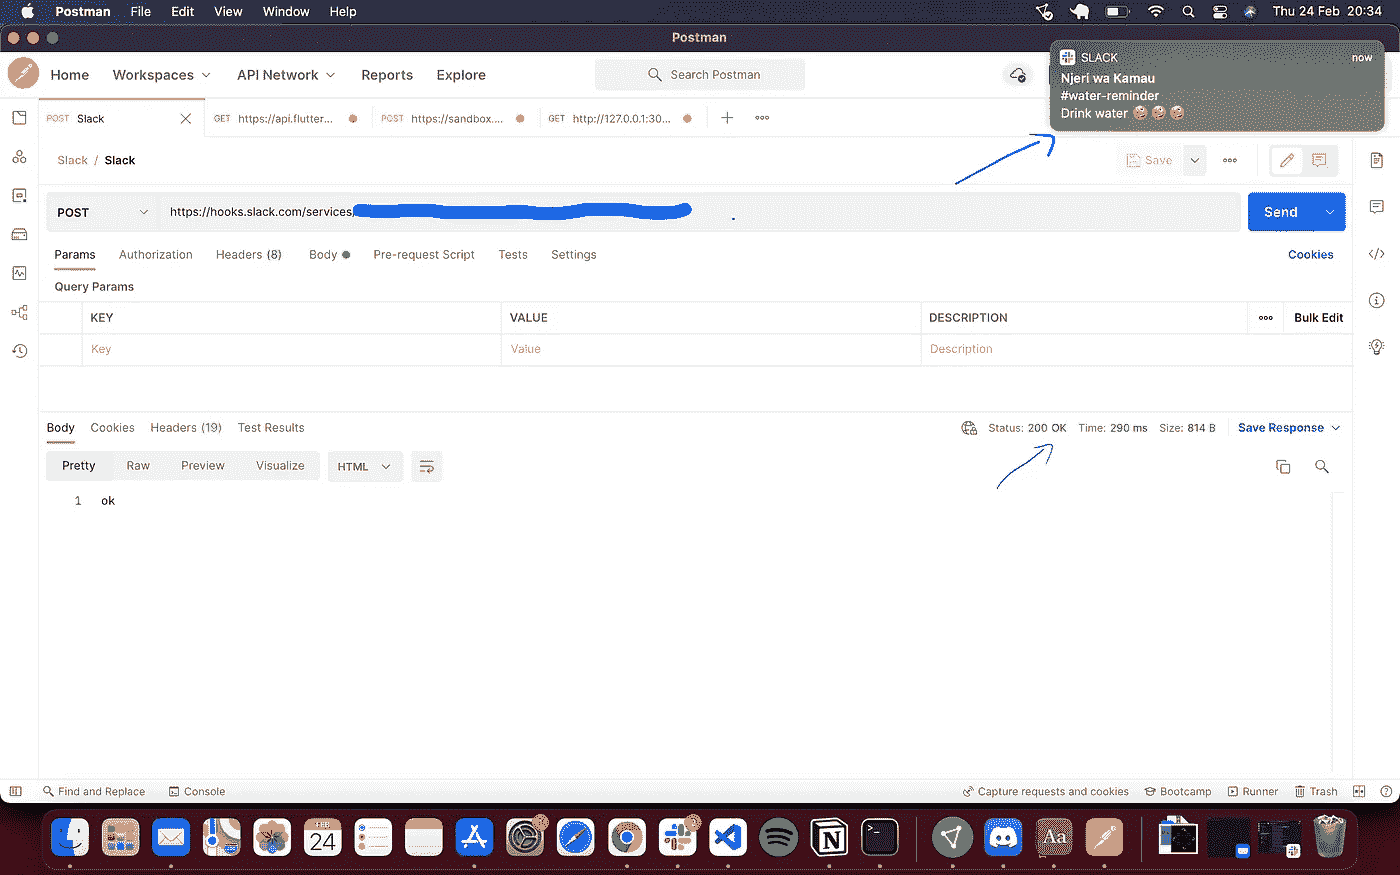 Postman File Edit View Window Help Thu 24 Feb 20:34
Postman
Home Workspaces API Network Reports Explore Search Postman
SLACK now
Njeri wa Kamau
#water-reminder
Drink water
POST Slack GET https://api.flutter... POST https://sandbox.... GET http://127.0.0.1:30...
Slack / Slack Save
POST https://hooks.slack.com/services/ Send
Params Authorization Headers (8) Body Pre-request Script Tests Settings Cookies
Query Params
KEY VALUE DESCRIPTION Bulk Edit
Key Value Description
Body Cookies Headers (19) Test Results Status: 200 OK Time: 290 ms Size: 814 B Save Response
Pretty Raw Preview Visualize HTML
1 ok
Find and Replace Console Capture requests and cookies Bootcamp Runner Trash
FEB
24
Aa